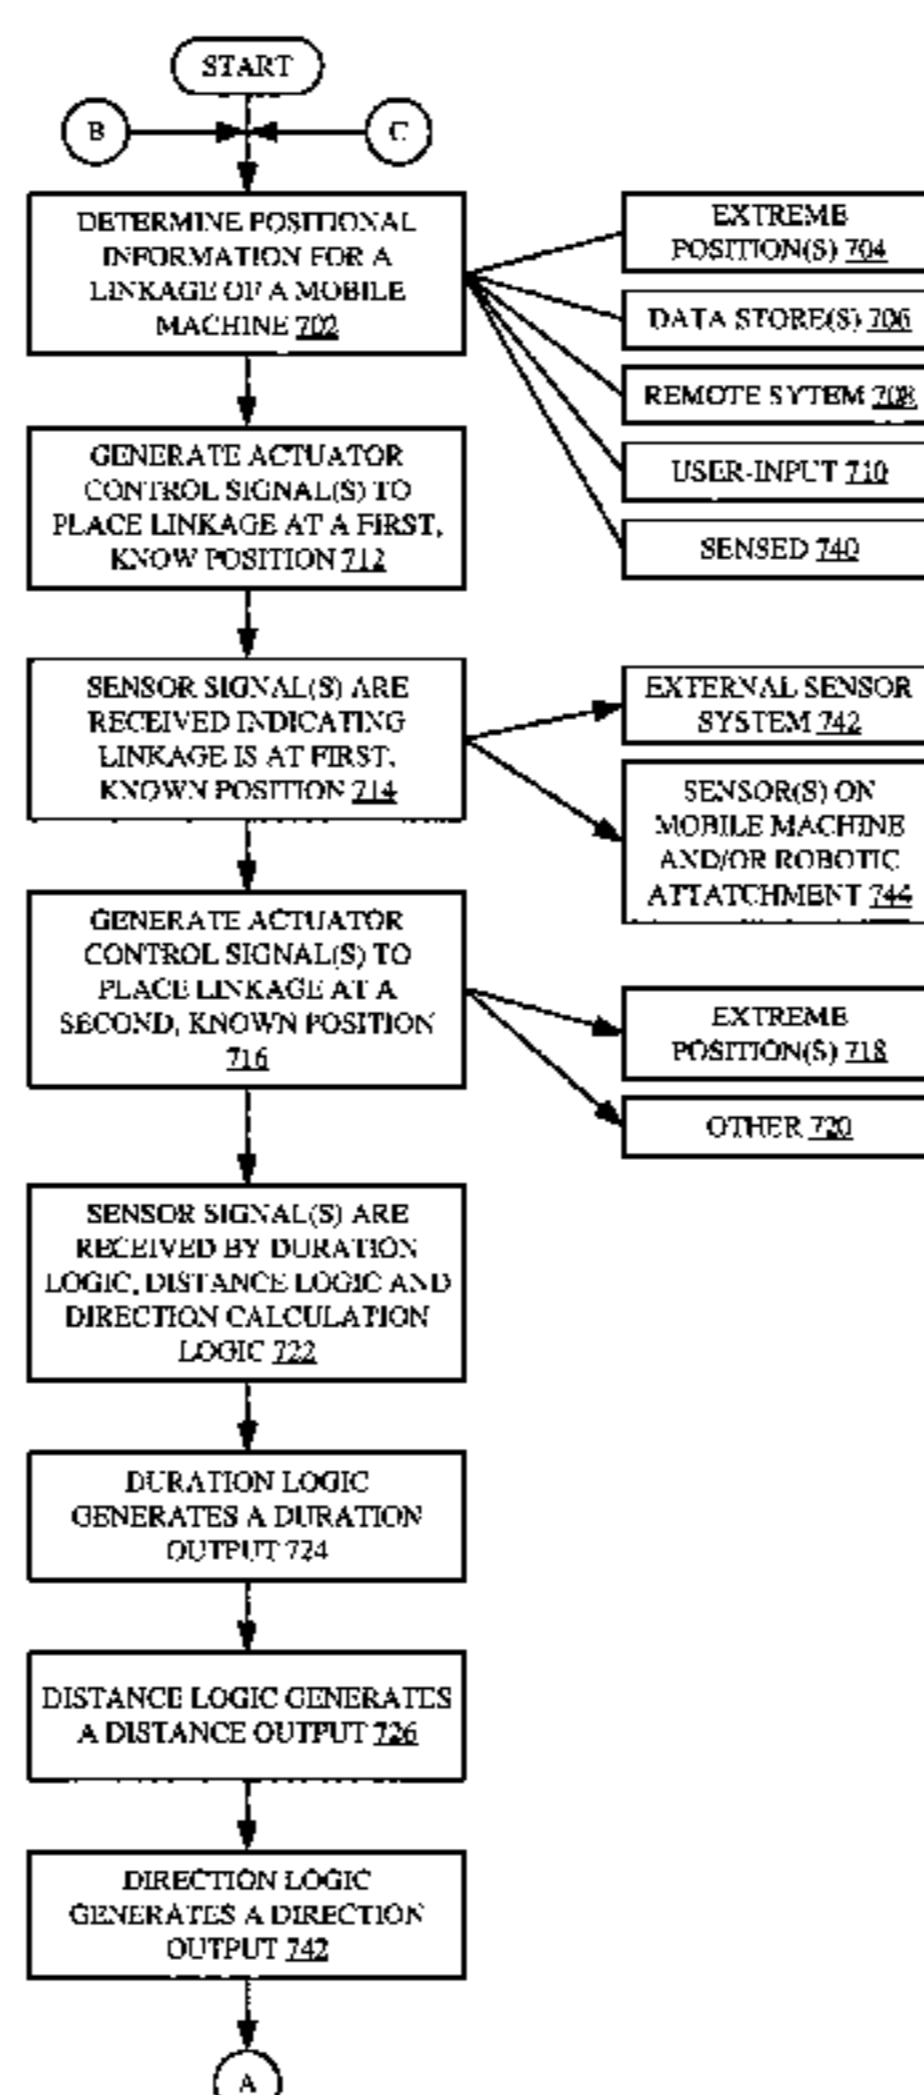 START
B
C
DETERMINE POSITIONAL
INFORMATION FOR A
LINKAGE OF A MOBILE
MACHINE 702
EXTREME
POSITION(S) 704
DATA STORE(S) 706
REMOTE SYTEM 708
USER-INPUT 710
SENSED 740
GENERATE ACTUATOR
CONTROL SIGNAL(S) TO
PLACE LINKAGE AT A FIRST,
KNOW POSITION 712
SENSOR SIGNAL(S) ARE
RECEIVED INDICATING
LINKAGE IS AT FIRST,
KNOWN POSITION 714
EXTERNAL SENSOR
SYSTEM 742
SENSOR(S) ON
MOBILE MACHINE
AND/OR ROBOTIC
ATTATCHMENT 744
GENERATE ACTUATOR
CONTROL SIGNAL(S) TO
PLACE LINKAGE AT A
SECOND, KNOWN POSITION
716
EXTREME
POSITION(S) 718
OTHER 720
SENSOR SIGNAL(S) ARE
RECEIVED BY DURATION
LOGIC, DISTANCE LOGIC AND
DIRECTION CALCULATION
LOGIC 722
DURATION LOGIC
GENERATES A DURATION
OUTPUT 724
DISTANCE LOGIC GENERATES
A DISTANCE OUTPUT 726
DIRECTION LOGIC
GENERATES A DIRECTION
OUTPUT 742
A